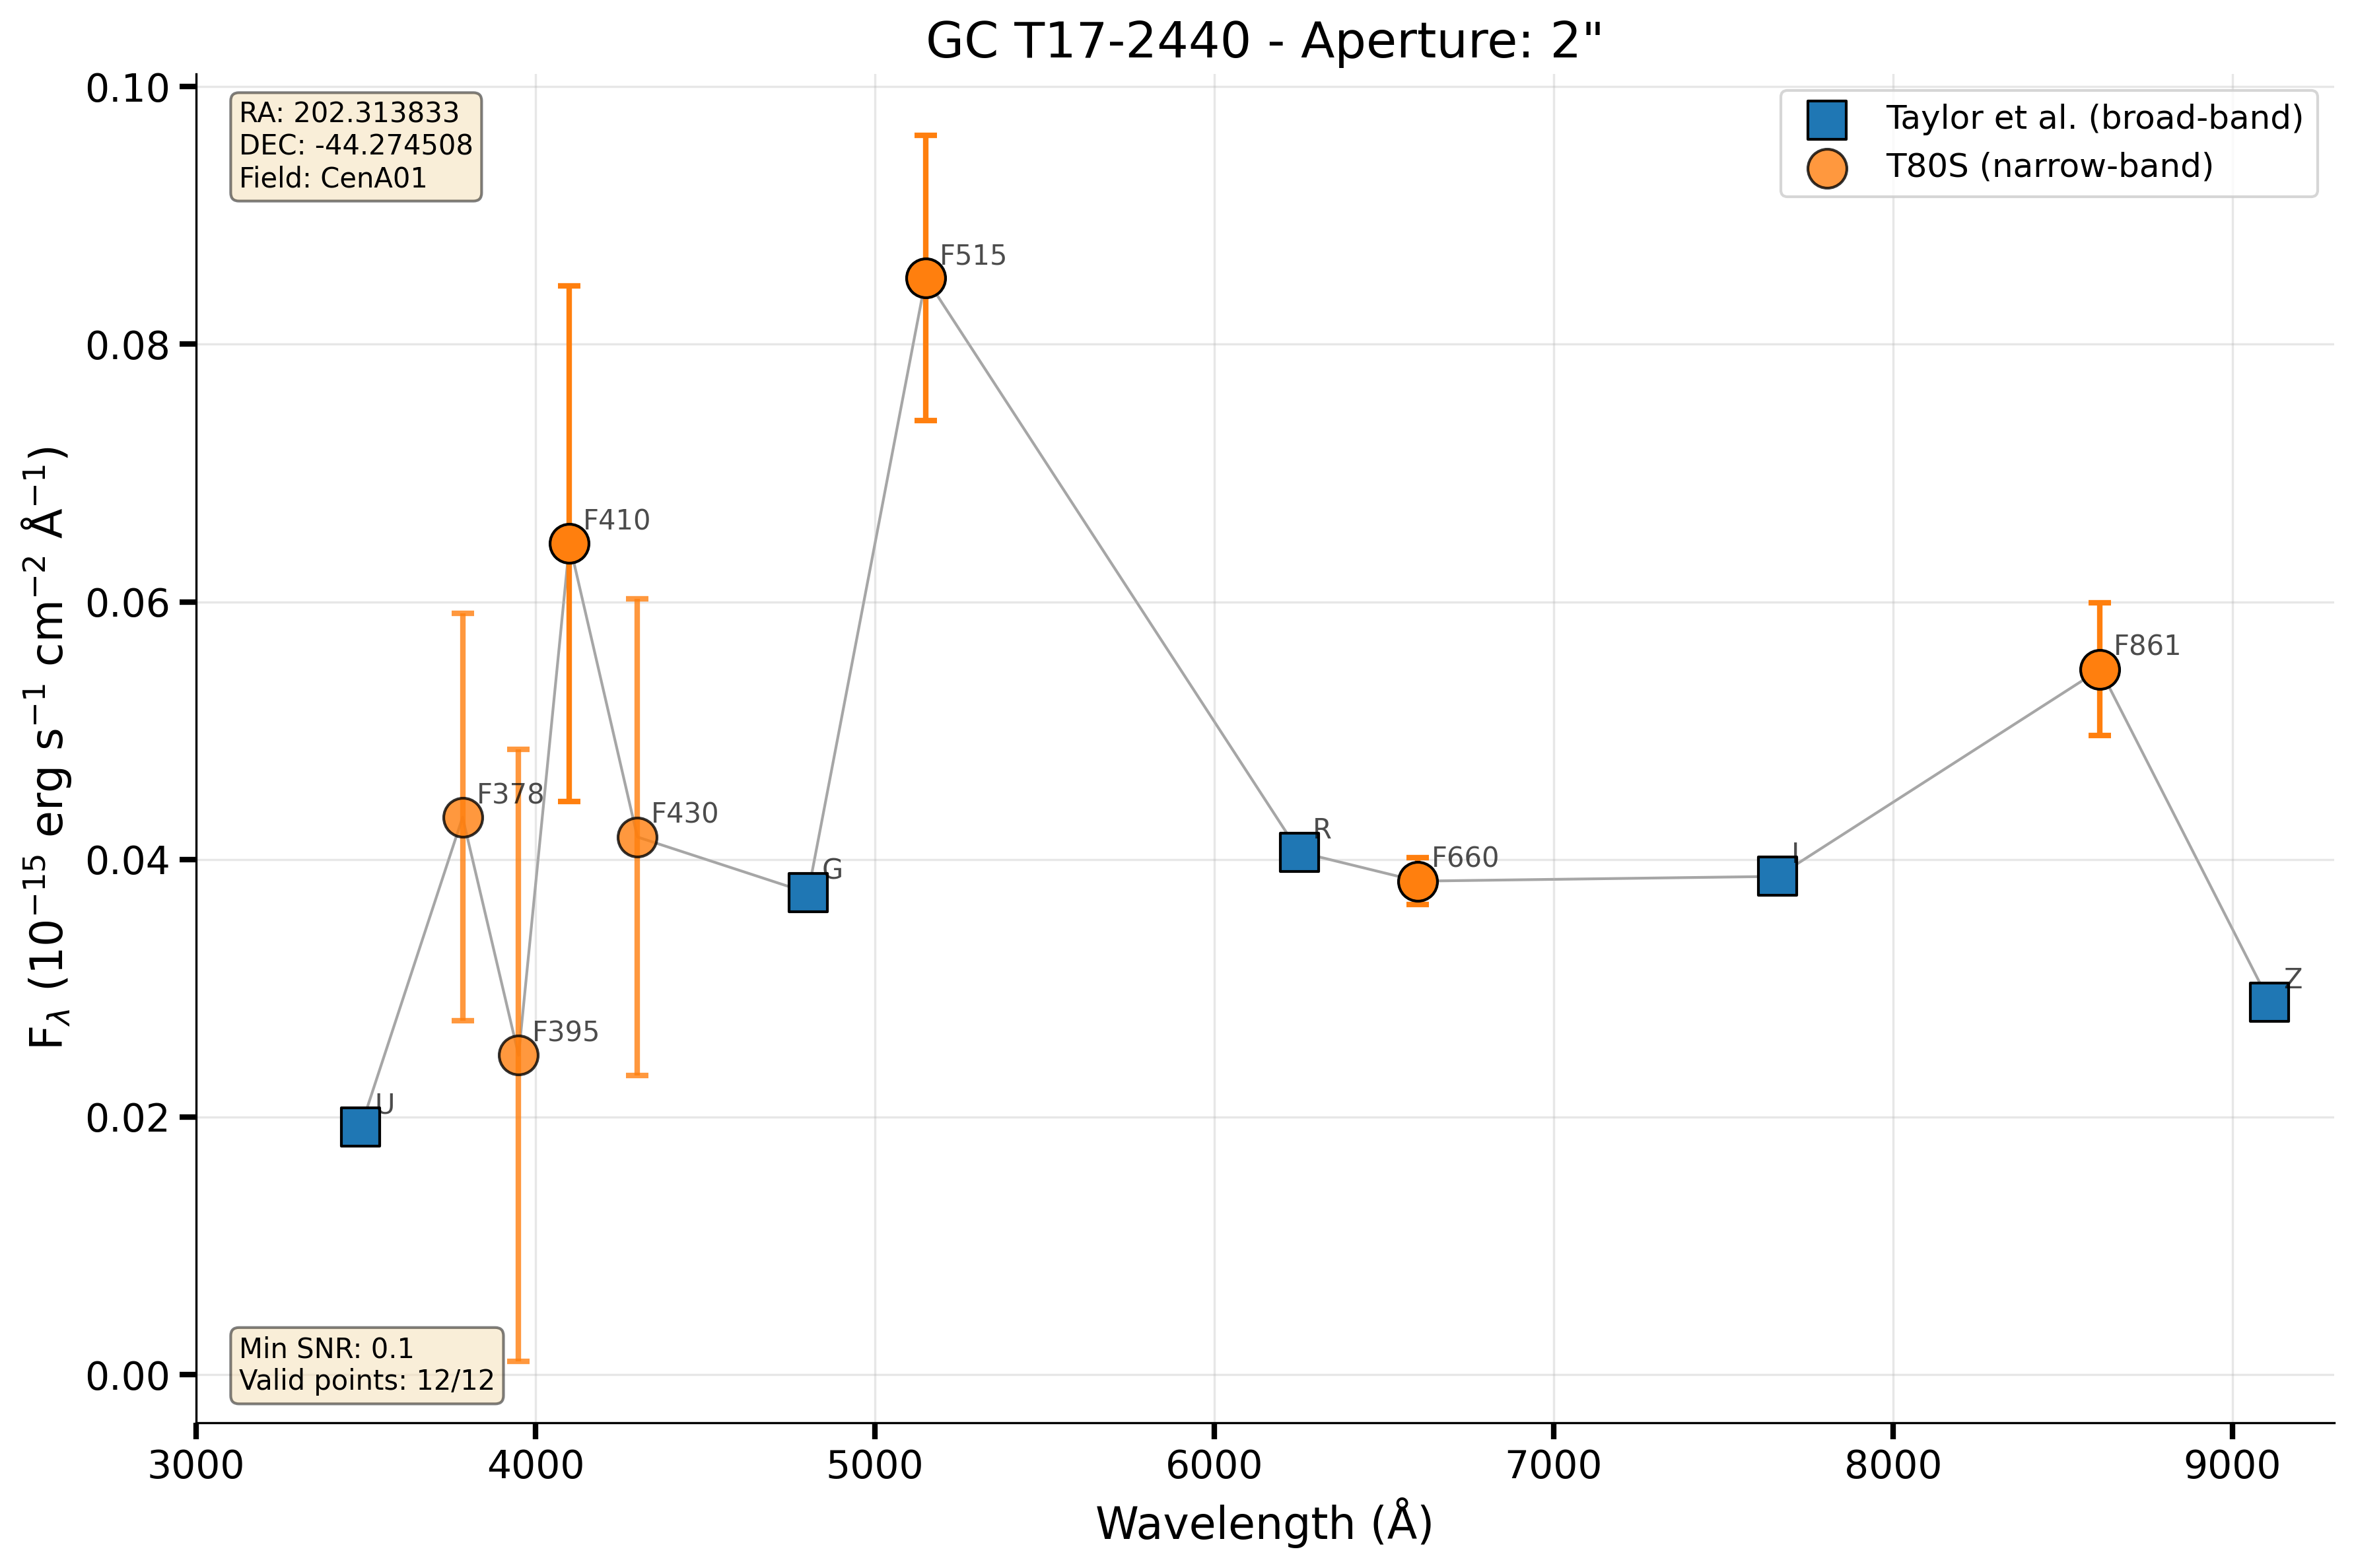 GC T17-2440 - Aperture: 2"
RA: 202.313833
DEC: -44.274508
Field: CenA01
Taylor et al. (broad-band)
T80S (narrow-band)
0.10
0.08
0.06
0.04
0.02
0.00
F$_{λ}$ (10$^{−15}$ erg s$^{−1}$ cm$^{−2}$ Å$^{−1}$)
U
F378
F395
F410
F430
G
F515
R
F660
I
F861
Z
Min SNR: 0.1
Valid points: 12/12
3000 4000 5000 6000 7000 8000 9000
Wavelength (Å)